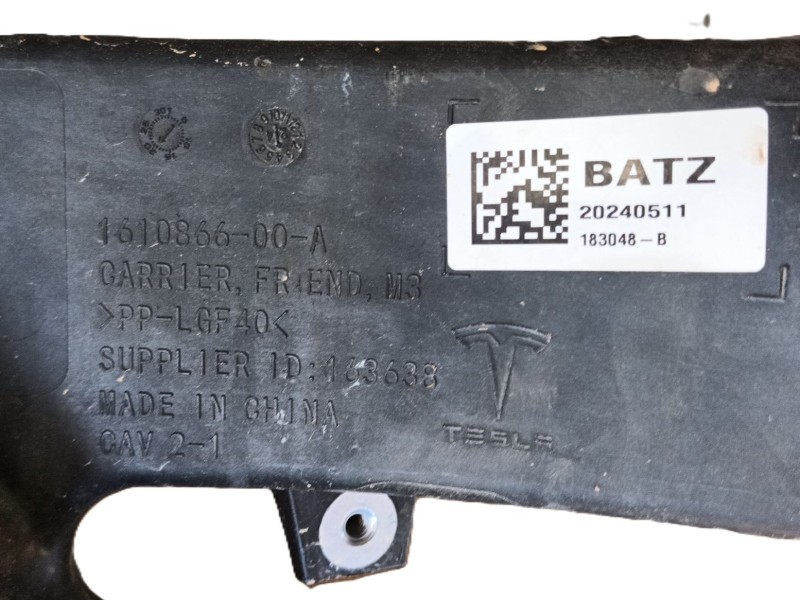 1610866-00-A
CARRIER, FR END, M3
>PP-LGF40<
SUPPLIER ID:163638
MADE IN CHINA
CAV 2-1
BATZ
20240511
183048-B
TESLA